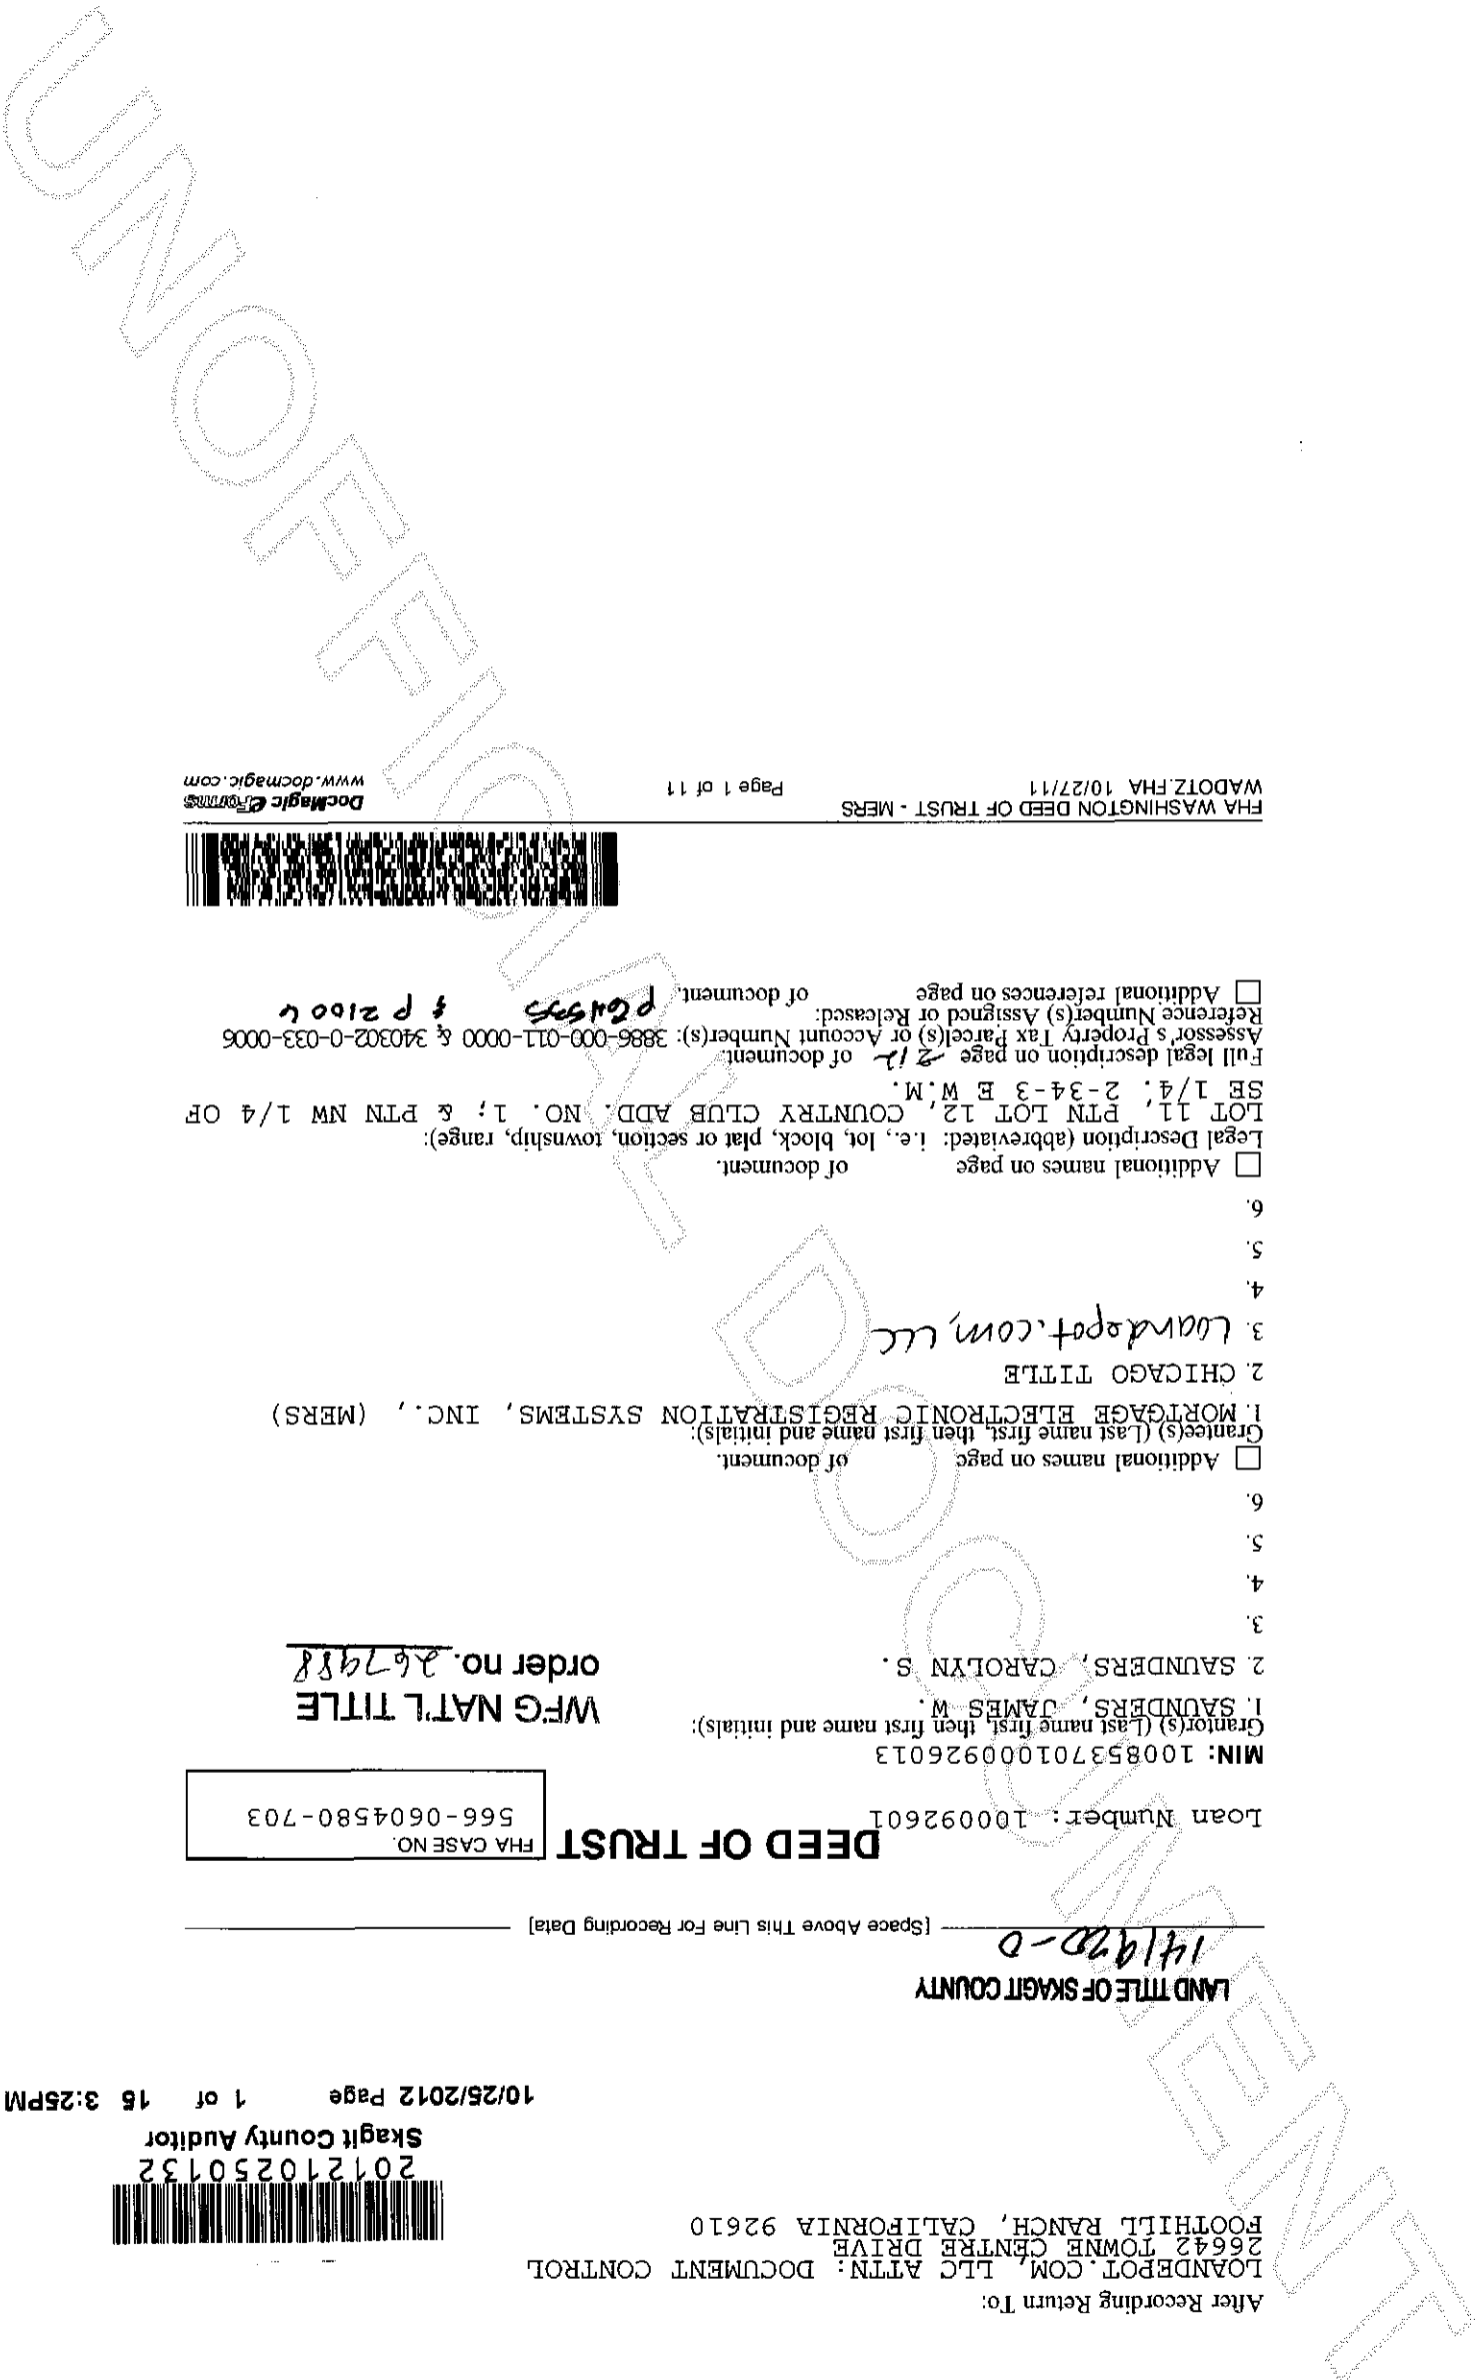 After Recording Return To:
LOANDEPOT.COM, LLC ATTN: DOCUMENT CONTROL
26642 TOWNE CENTRE DRIVE
FOOTHILL RANCH, CALIFORNIA 92610
201210250132
Skagit County Auditor
10/25/2012 Page 1 of 15 3:25PM
LAND TITLE OF SKAGIT COUNTY
141920-O
[Space Above This Line For Recording Data]
DEED OF TRUST
FHA CASE NO.
566-0604580-703
Loan Number: 100092601
MIN: 100853701000926013
Grantor(s) (Last name first, then first name and initials):
1. SAUNDERS, JAMES W.
2. SAUNDERS, CAROLYN S.
WFG NAT'L TITLE
order no. 267988
3.
4.
5.
6.
☐ Additional names on page of document.
Grantee(s) (Last name first, then first name and initials):
1. MORTGAGE ELECTRONIC REGISTRATION SYSTEMS, INC., (MERS)
2. CHICAGO TITLE
3. Loandepot.com, LLC
4.
5.
6.
☐ Additional names on page of document.
Legal Description (abbreviated: i.e., lot, block, plat or section, township, range):
LOT 11, PTN LOT 12, COUNTRY CLUB ADD. NO. 1; & PTN NW 1/4 OF
SE 1/4; 2-34-3 E W.M.
Full legal description on page of document.
Assessor's Property Tax Parcel(s) or Account Number(s): 3886-000-011-0000 & 340302-0-033-0006
Reference Number(s) Assigned or Released:
☐ Additional references on page of document.
& P21004
FHA WASHINGTON DEED OF TRUST - MERS
WADOTZ.FHA 10/27/11
Page 1 of 11
DocMagic eForms
www.docmagic.com
UNOFFICIAL DOCUMENT